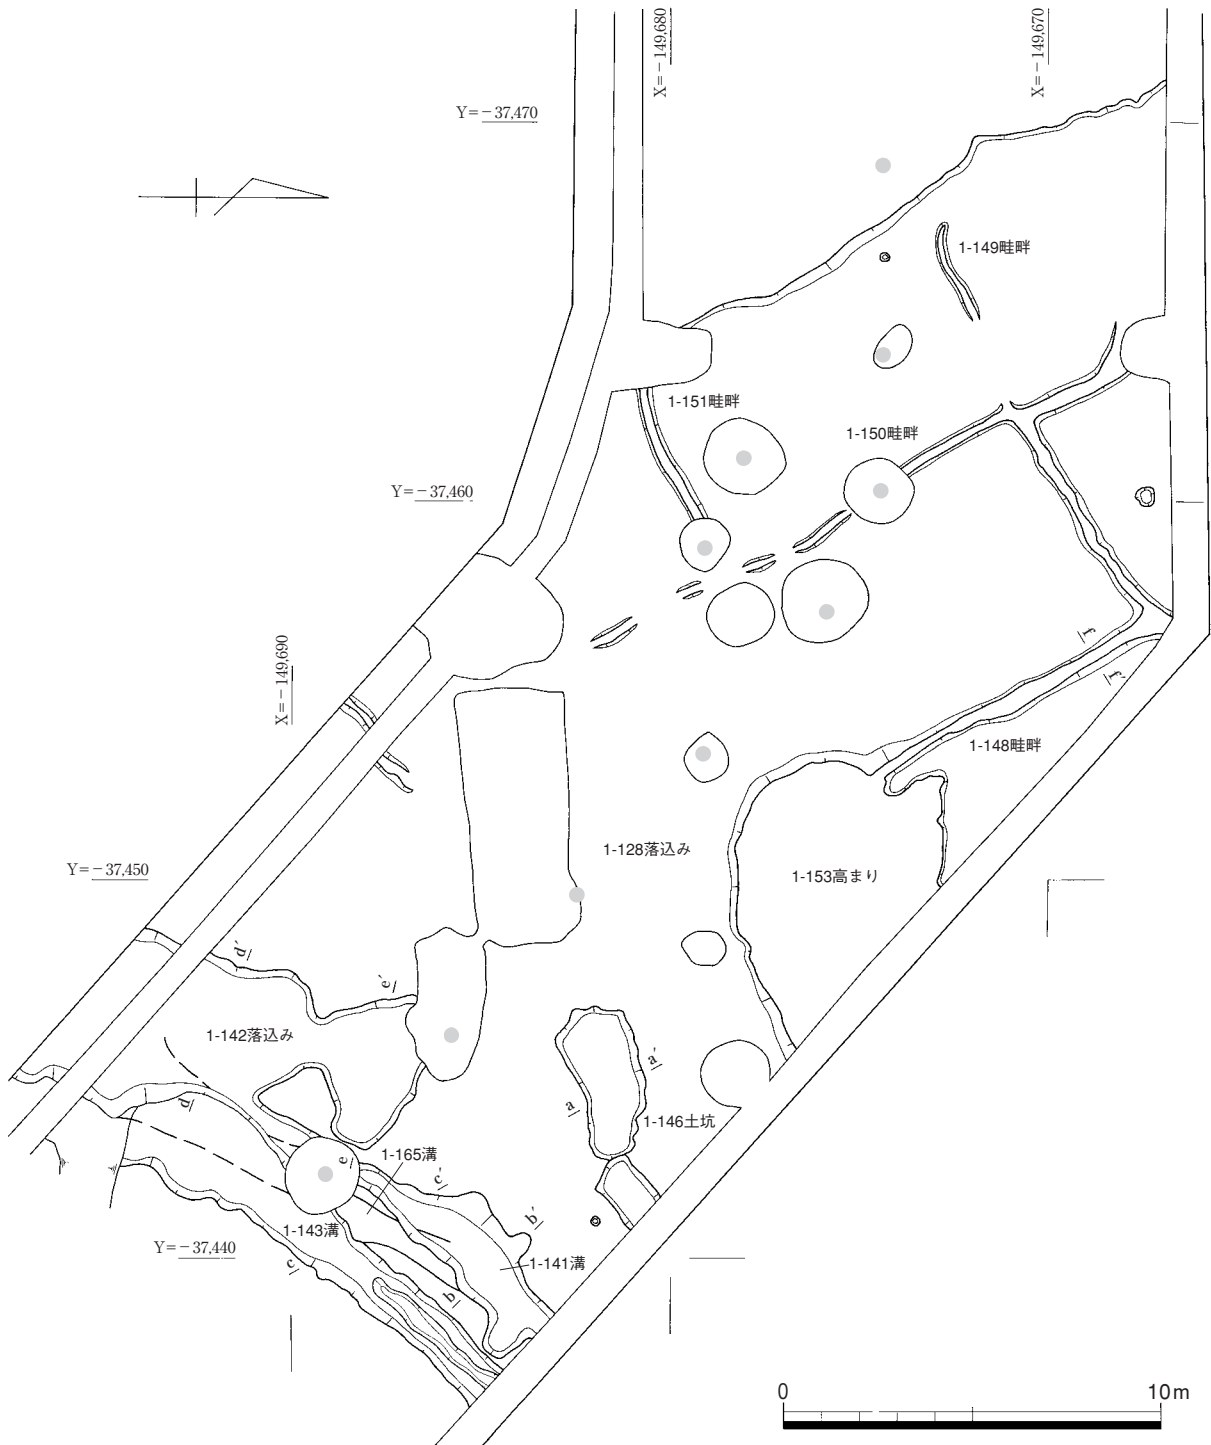 X=−149,680
X=−149,670
Y=−37,470
1-149畦畔
1-151畦畔
1-150畦畔
Y=−37,460
X=−149,690
f
f′
1-148畦畔
1-128落込み
Y=−37,450
1-153高まり
d′
e′
1-142落込み
a′
a
d
1-146土坑
1-165溝
e
c′
b′
1-143溝
Y=−37,440
c
1-141溝
b
0 10m